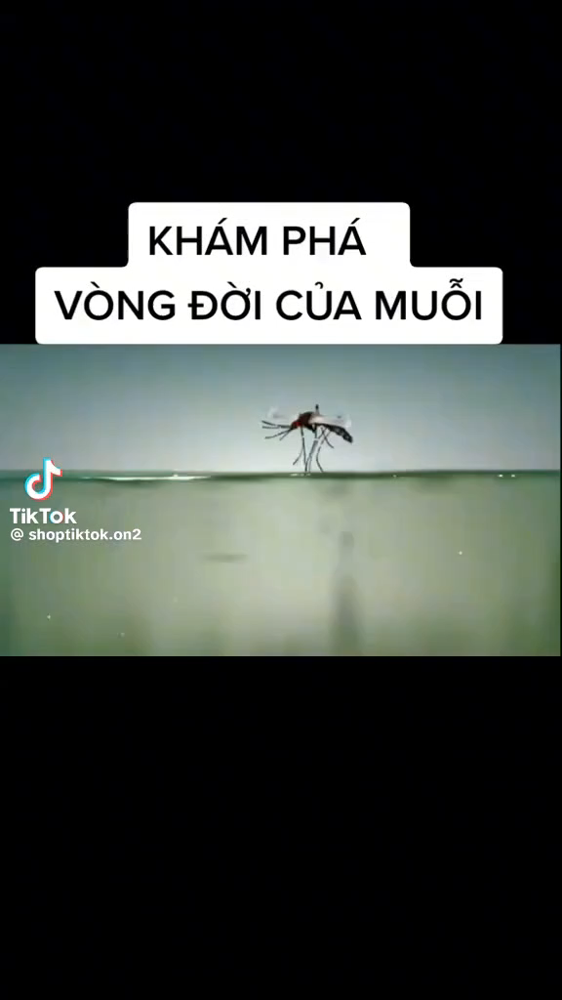 KHÁM PHÁ
VÒNG ĐỜI CỦA MUỖI
TikTok
@ shoptiktok.on2